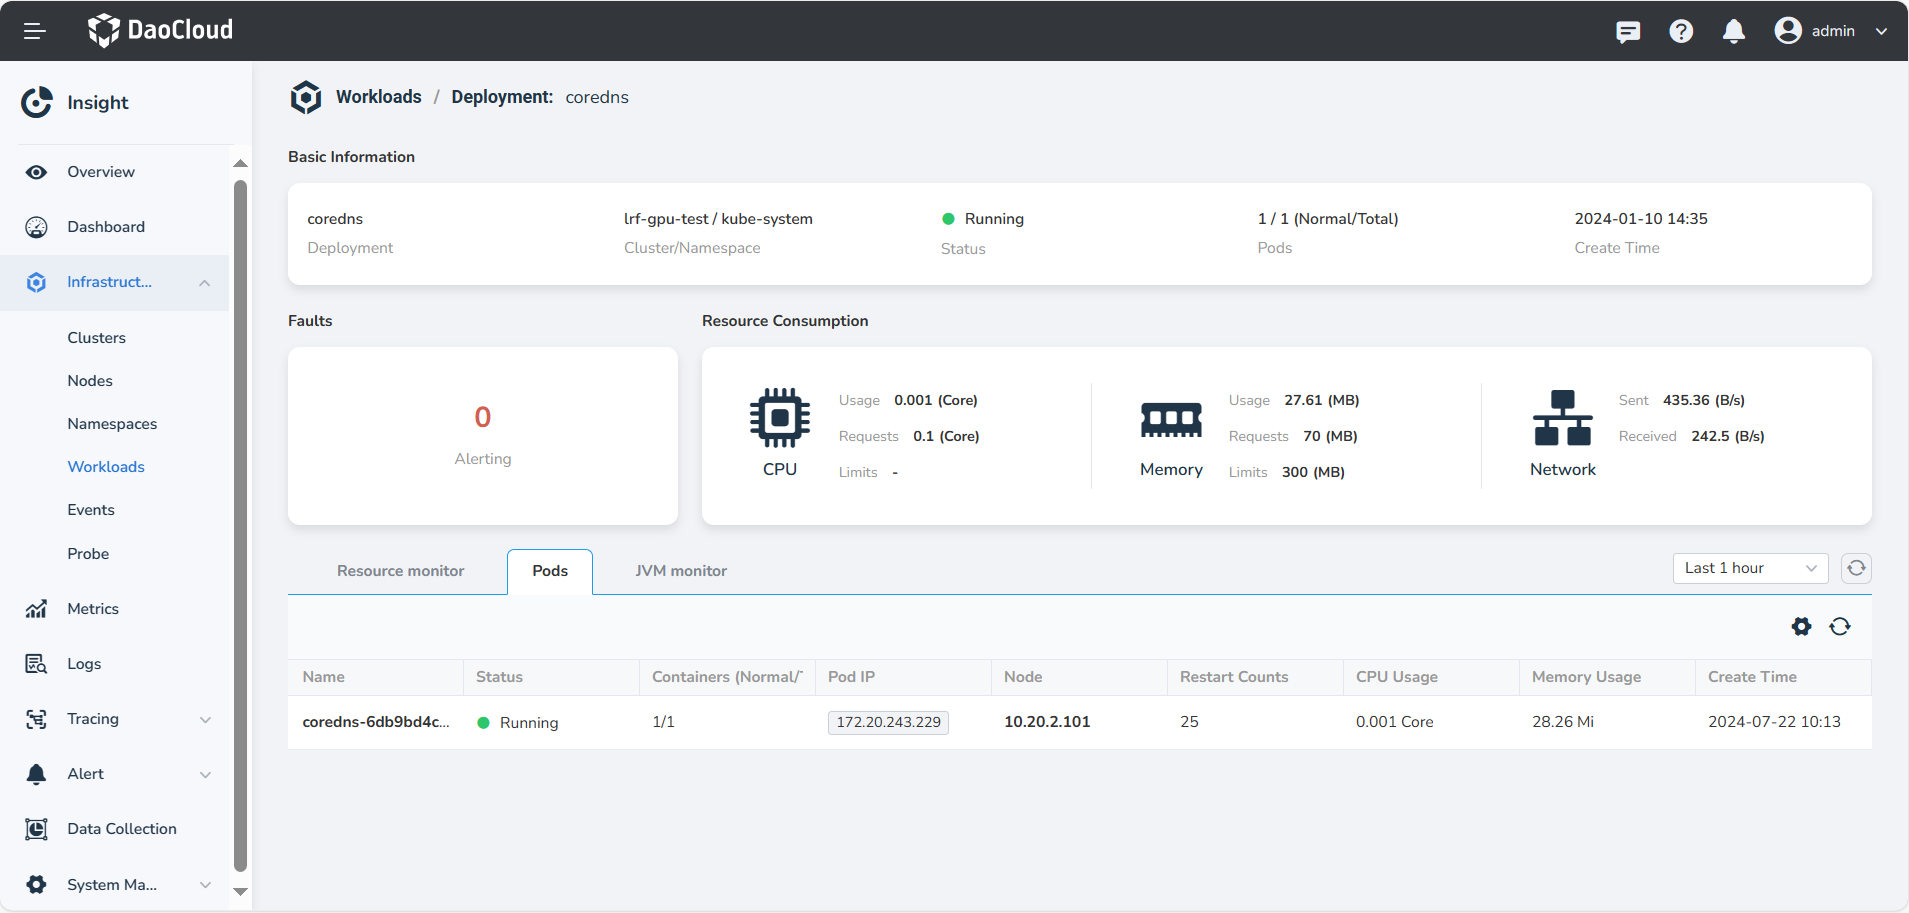 DaoCloud
admin
Insight
Overview
Dashboard
Infrastruct...
Clusters
Nodes
Namespaces
Workloads
Events
Probe
Metrics
Logs
Tracing
Alert
Data Collection
System Ma...
Workloads / Deployment: coredns
Basic Information
coredns
Deployment
lrf-gpu-test / kube-system
Cluster/Namespace
Running
Status
1 / 1 (Normal/Total)
Pods
2024-01-10 14:35
Create Time
Faults
0
Alerting
Resource Consumption
CPU
Usage 0.001 (Core)
Requests 0.1 (Core)
Limits -
Memory
Usage 27.61 (MB)
Requests 70 (MB)
Limits 300 (MB)
Network
Sent 435.36 (B/s)
Received 242.5 (B/s)
Resource monitor Pods JVM monitor
Last 1 hour
Name Status Containers (Normal/ Pod IP Node Restart Counts CPU Usage Memory Usage Create Time
coredns-6db9bd4c... Running 1/1 172.20.243.229 10.20.2.101 25 0.001 Core 28.26 Mi 2024-07-22 10:13